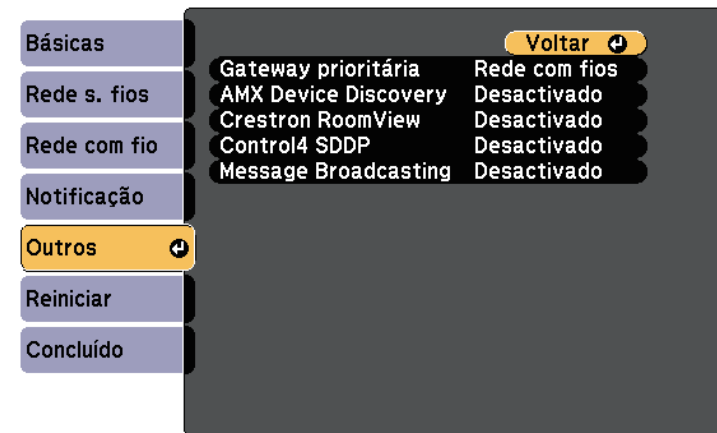 Básicas
Rede s. fios
Rede com fio
Notificação
Outros
Reiniciar
Concluído
Voltar
Gateway prioritária Rede com fios
AMX Device Discovery Desactivado
Crestron RoomView Desactivado
Control4 SDDP Desactivado
Message Broadcasting Desactivado